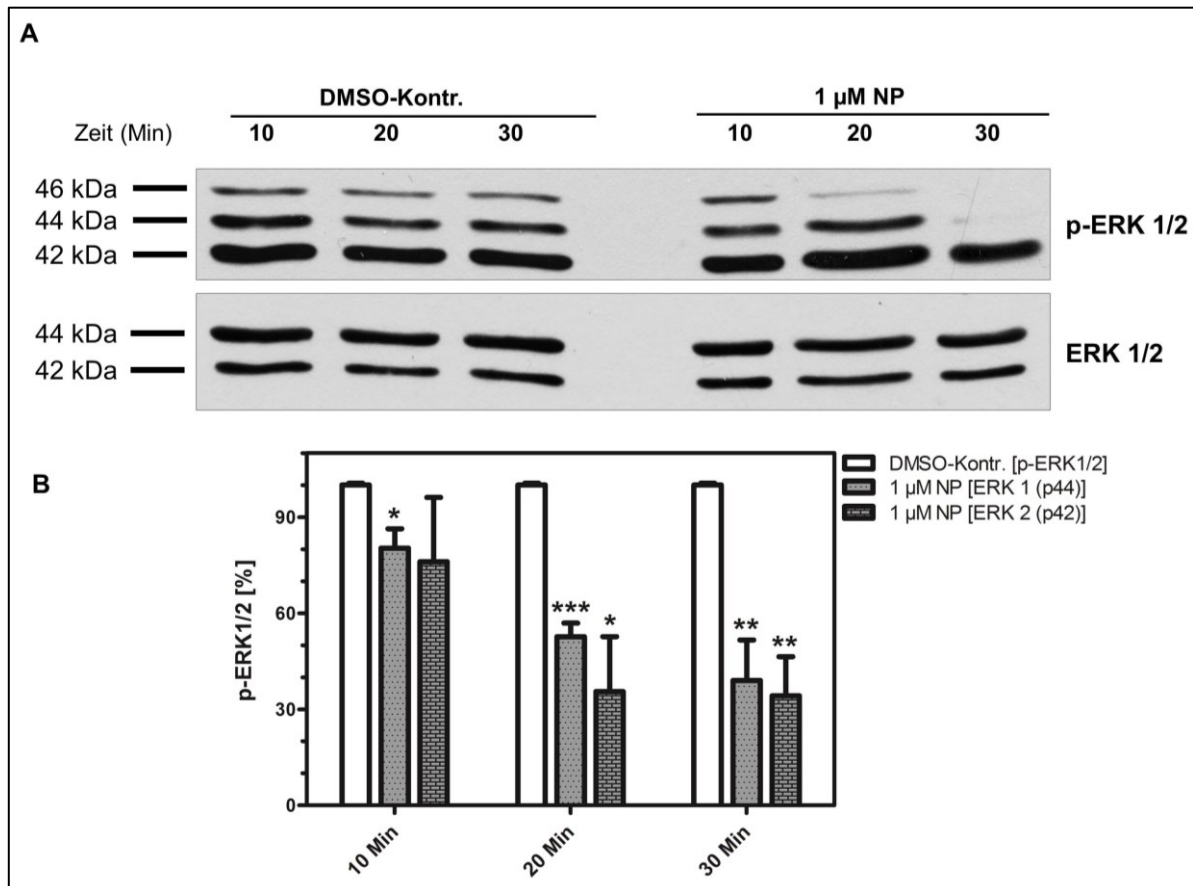 A
DMSO-Kontr. 1 µM NP
Zeit (Min) 10 20 30 10 20 30
46 kDa
44 kDa
42 kDa
p-ERK 1/2
44 kDa
42 kDa
ERK 1/2
B
DMSO-Kontr. [p-ERK1/2]
1 µM NP [ERK 1 (p44)]
1 µM NP [ERK 2 (p42)]
p-ERK1/2 [%]
90
60
30
0
*
*** *
** **
10 Min 20 Min 30 Min